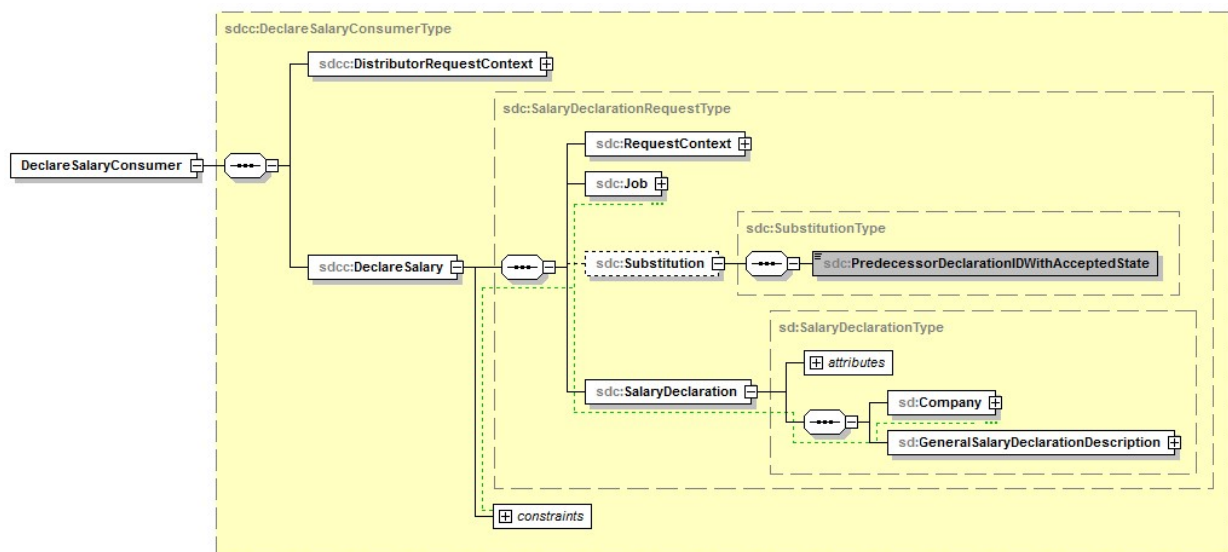 sdcc:DeclareSalaryConsumerType
sdcc:DistributorRequestContext
sdc:SalaryDeclarationRequestType
sdc:RequestContext
DeclareSalaryConsumer
sdc:Job
sdc:SubstitutionType
sdcc:DeclareSalary
sdc:Substitution
sdc:PredecessorDeclarationIDWithAcceptedState
sd:SalaryDeclarationType
attributes
sdc:SalaryDeclaration
sd:Company
sd:GeneralSalaryDeclarationDescription
constraints